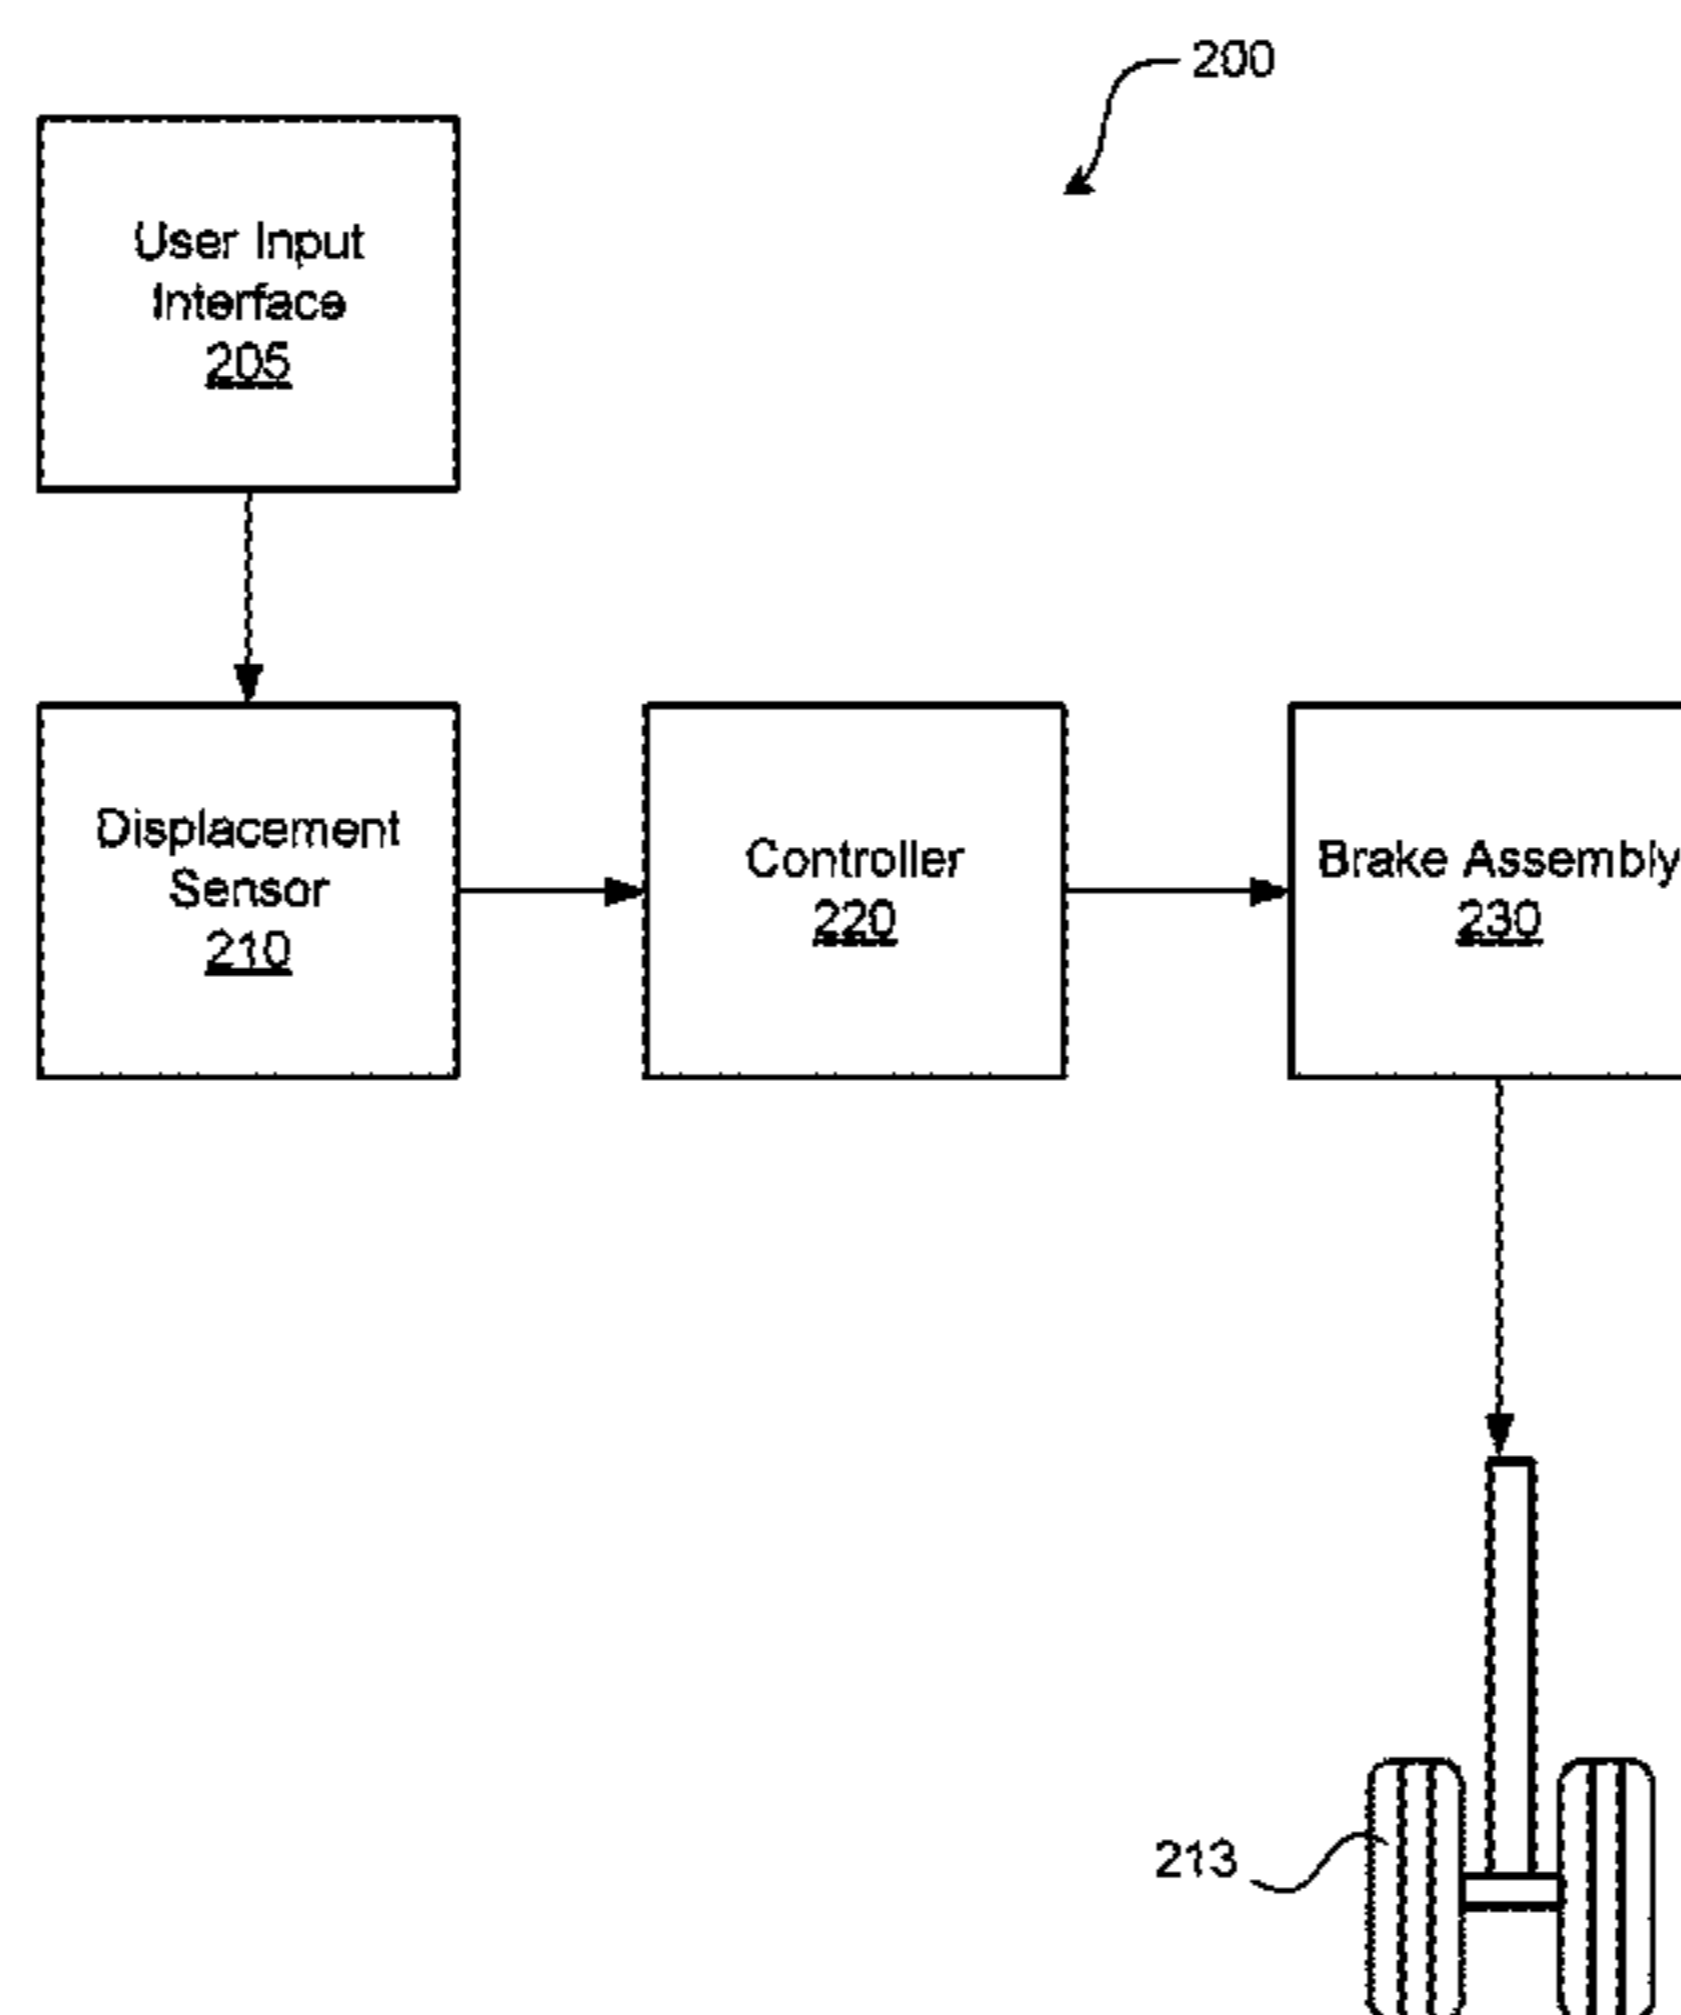 200
User Input
Interface
205
Displacement
Sensor
210
Controller
220
Brake Assembly
230
213